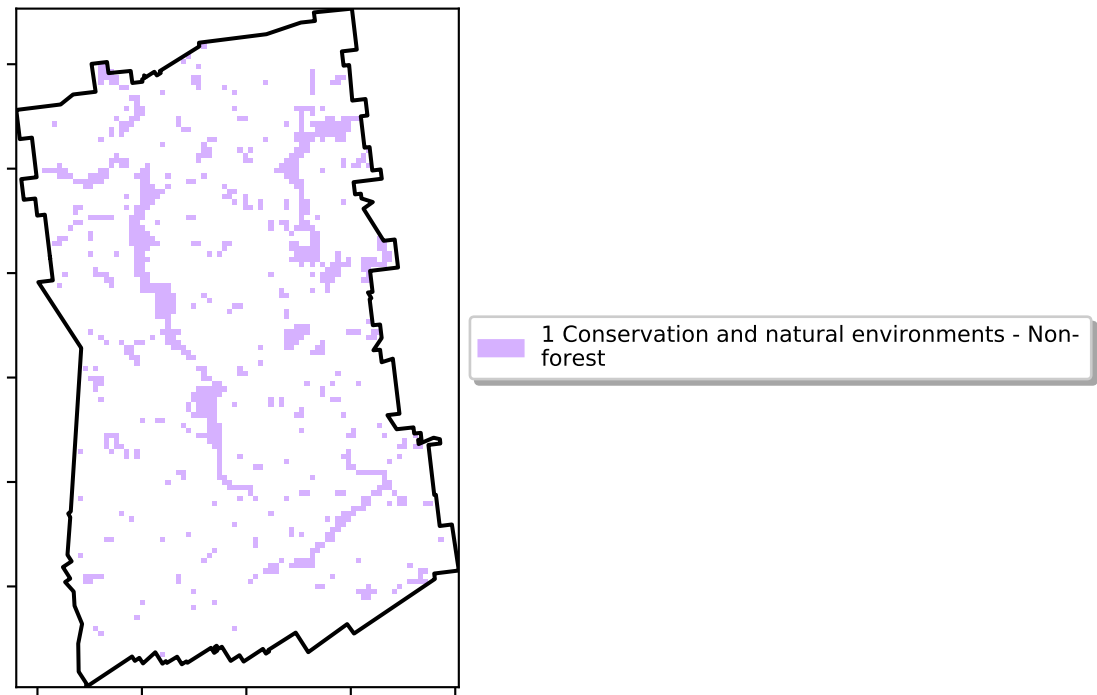 1 Conservation and natural environments - Non-
forest